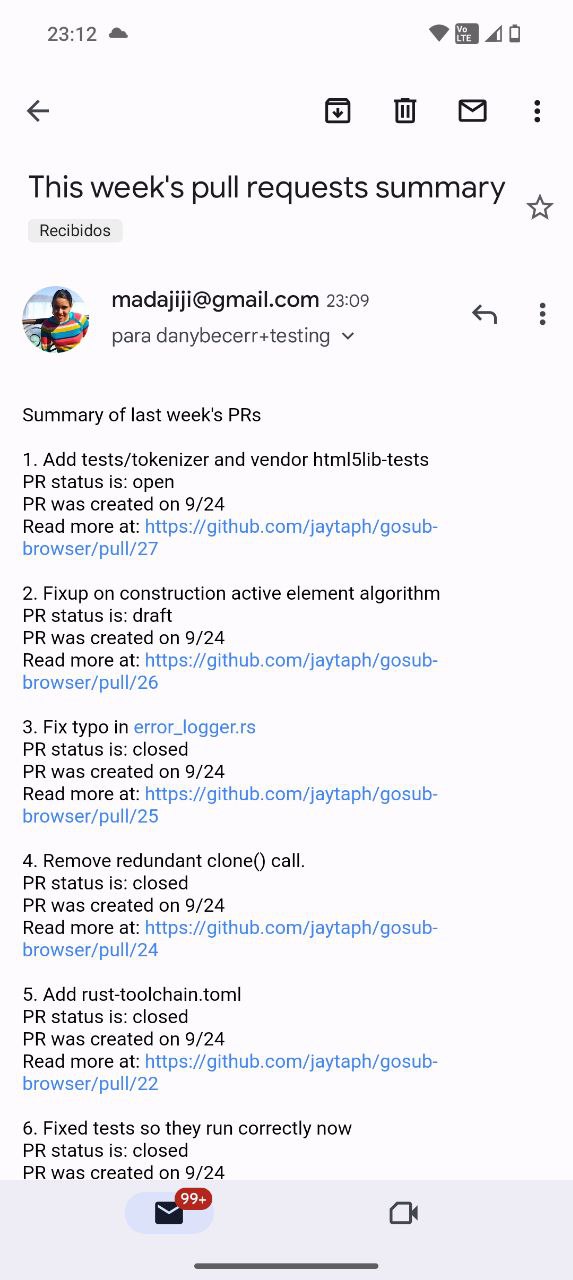 23:12
Vo
LTE
This week's pull requests summary
Recibidos
madajiji@gmail.com 23:09
para danybecerr+testing
Summary of last week's PRs
1. Add tests/tokenizer and vendor html5lib-tests
PR status is: open
PR was created on 9/24
Read more at: https://github.com/jaytaph/gosub-
browser/pull/27
2. Fixup on construction active element algorithm
PR status is: draft
PR was created on 9/24
Read more at: https://github.com/jaytaph/gosub-
browser/pull/26
3. Fix typo in error_logger.rs
PR status is: closed
PR was created on 9/24
Read more at: https://github.com/jaytaph/gosub-
browser/pull/25
4. Remove redundant clone() call.
PR status is: closed
PR was created on 9/24
Read more at: https://github.com/jaytaph/gosub-
browser/pull/24
5. Add rust-toolchain.toml
PR status is: closed
PR was created on 9/24
Read more at: https://github.com/jaytaph/gosub-
browser/pull/22
6. Fixed tests so they run correctly now
PR status is: closed
PR was created on 9/24
99+